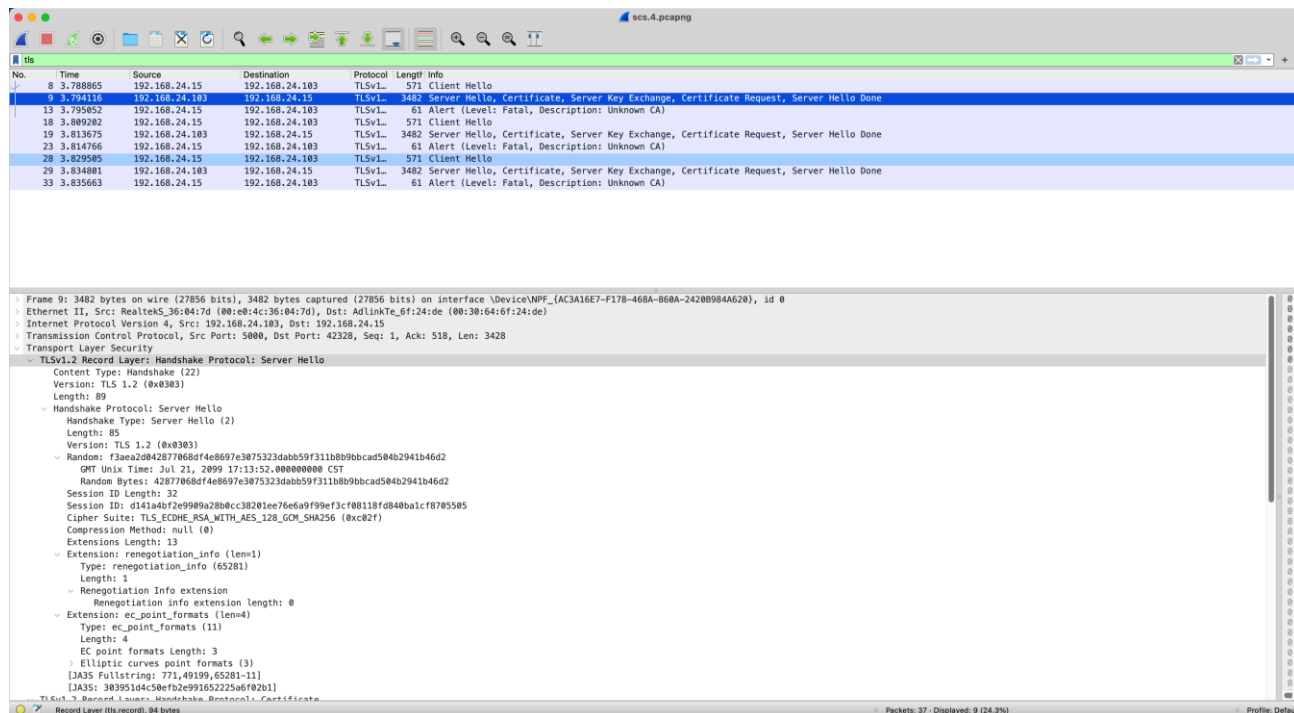 scs.4.pcapng
tls
No. Time Source Destination Protocol Length Info
8 3.788865 192.168.24.15 192.168.24.103 TLSv1… 571 Client Hello
9 3.794116 192.168.24.103 192.168.24.15 TLSv1… 3482 Server Hello, Certificate, Server Key Exchange, Certificate Request, Server Hello Done
13 3.795052 192.168.24.15 192.168.24.103 TLSv1… 61 Alert (Level: Fatal, Description: Unknown CA)
18 3.809202 192.168.24.15 192.168.24.103 TLSv1… 571 Client Hello
19 3.813675 192.168.24.103 192.168.24.15 TLSv1… 3482 Server Hello, Certificate, Server Key Exchange, Certificate Request, Server Hello Done
23 3.814766 192.168.24.15 192.168.24.103 TLSv1… 61 Alert (Level: Fatal, Description: Unknown CA)
28 3.829505 192.168.24.15 192.168.24.103 TLSv1… 571 Client Hello
29 3.834801 192.168.24.103 192.168.24.15 TLSv1… 3482 Server Hello, Certificate, Server Key Exchange, Certificate Request, Server Hello Done
33 3.835663 192.168.24.15 192.168.24.103 TLSv1… 61 Alert (Level: Fatal, Description: Unknown CA)
Frame 9: 3482 bytes on wire (27856 bits), 3482 bytes captured (27856 bits) on interface \Device\NPF_{AC3A16E7-F178-468A-860A-2420B984A620}, id 0
Ethernet II, Src: RealtekS_36:04:7d (00:e0:4c:36:04:7d), Dst: AdlinkTe_6f:24:de (00:30:64:6f:24:de)
Internet Protocol Version 4, Src: 192.168.24.103, Dst: 192.168.24.15
Transmission Control Protocol, Src Port: 5000, Dst Port: 42328, Seq: 1, Ack: 518, Len: 3428
Transport Layer Security
TLSv1.2 Record Layer: Handshake Protocol: Server Hello
Content Type: Handshake (22)
Version: TLS 1.2 (0x0303)
Length: 89
Handshake Protocol: Server Hello
Handshake Type: Server Hello (2)
Length: 85
Version: TLS 1.2 (0x0303)
Random: f3aea2d042877068df4e8697e3075323dabb59f311b8b9bbcad504b2941b46d2
GMT Unix Time: Jul 21, 2099 17:13:52.000000000 CST
Random Bytes: 42877068df4e8697e3075323dabb59f311b8b9bbcad504b2941b46d2
Session ID Length: 32
Session ID: d141a4bf2e9909a28b0cc38201ee76e6a9f99ef3cf08118fd840ba1cf8705505
Cipher Suite: TLS_ECDHE_RSA_WITH_AES_128_GCM_SHA256 (0xc02f)
Compression Method: null (0)
Extensions Length: 13
Extension: renegotiation_info (len=1)
Type: renegotiation_info (65281)
Length: 1
Renegotiation Info extension
Renegotiation info extension length: 0
Extension: ec_point_formats (len=4)
Type: ec_point_formats (11)
Length: 4
EC point formats Length: 3
Elliptic curves point formats (3)
[JA3S Fullstring: 771,49199,65281-11]
[JA3S: 303951d4c50efb2e991652225a6f02b1]
TLSv1.2 Record Layer: Handshake Protocol: Certificate
Record Layer (tls.record), 94 bytes Packets: 37 · Displayed: 9 (24.3%) Profile: Defau